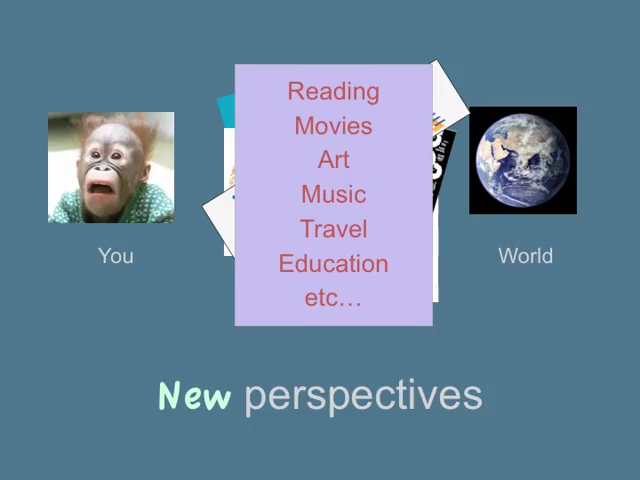 Reading
Movies
Art
Music
Travel
Education
etc…
You
World
New perspectives